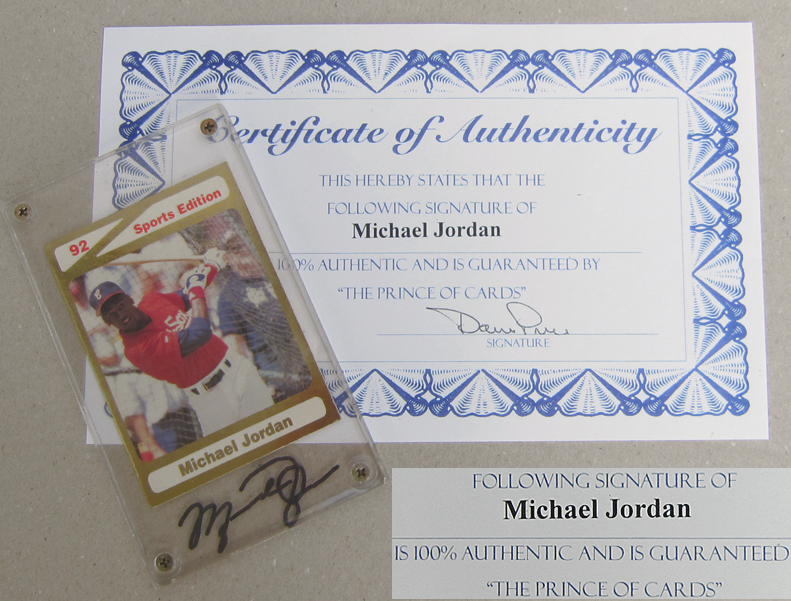 Certificate of Authenticity
THIS HEREBY STATES THAT THE
FOLLOWING SIGNATURE OF
Michael Jordan
100% AUTHENTIC AND IS GUARANTEED BY
"THE PRINCE OF CARDS"
SIGNATURE
92 Sports Edition
Michael Jordan
FOLLOWING SIGNATURE OF
Michael Jordan
IS 100% AUTHENTIC AND IS GUARANTEED
"THE PRINCE OF CARDS"